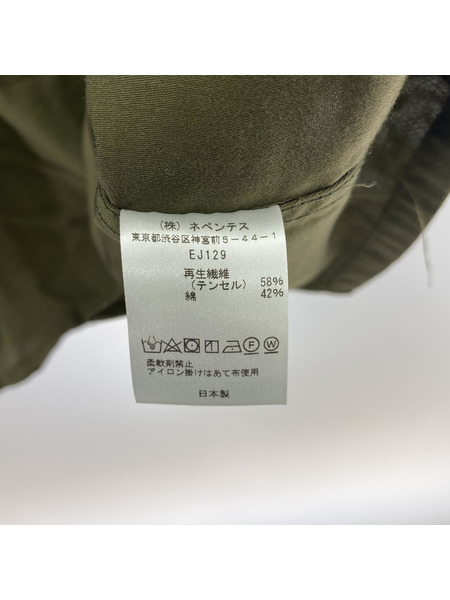 (株) ネペンテス
東京都渋谷区神宮前5-44-1
EJ129
再生繊維
(テンセル) 58%
綿 42%
F W
柔軟剤禁止
アイロン掛けはあて布使用
日本製